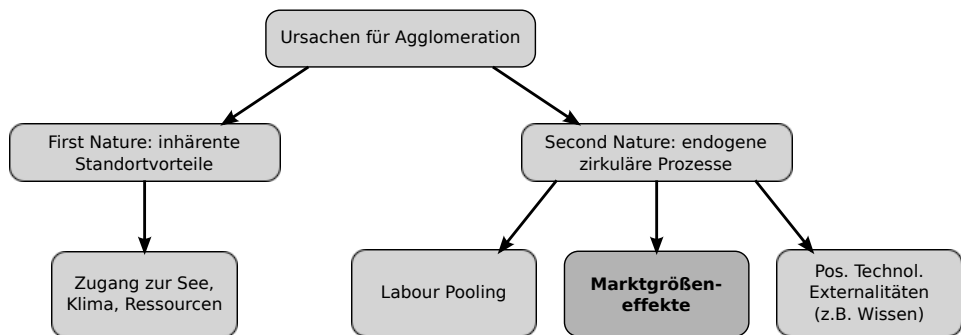 Ursachen für Agglomeration
First Nature: inhärente
Standortvorteile
Second Nature: endogene
zirkuläre Prozesse
Zugang zur See,
Klima, Ressourcen
Labour Pooling
Marktgrößen-
effekte
Pos. Technol.
Externalitäten
(z.B. Wissen)